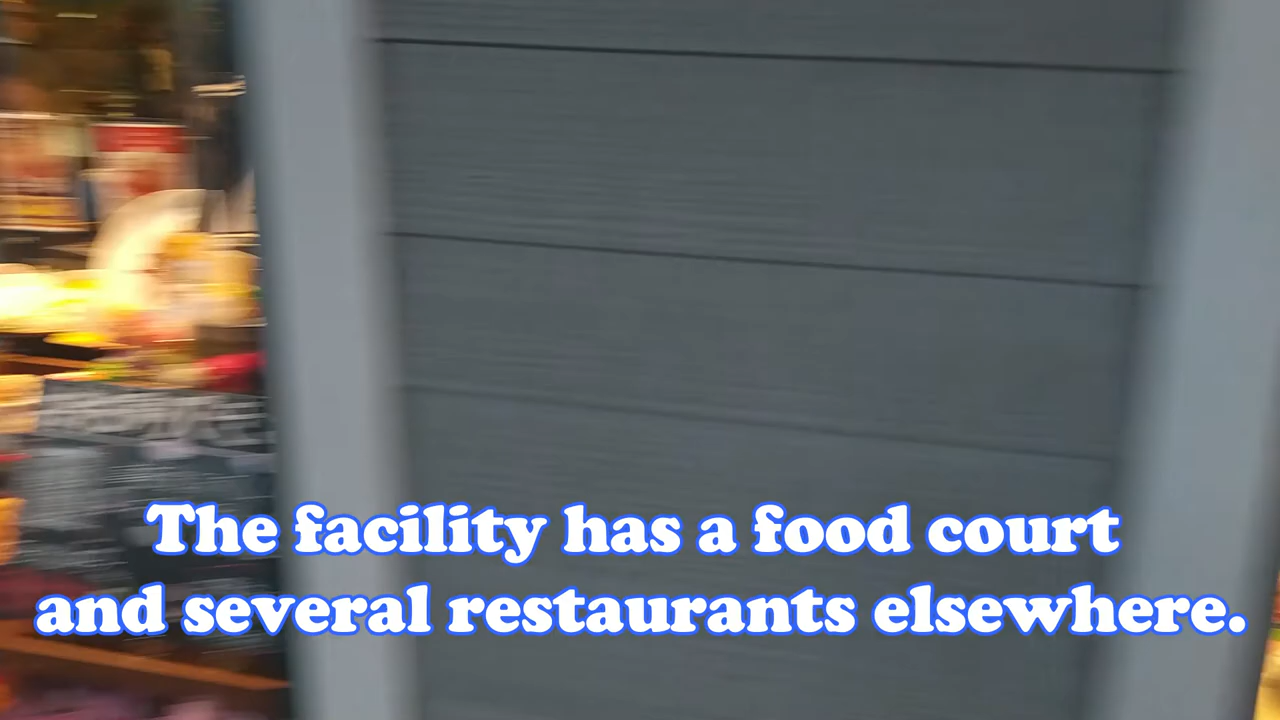 The facility has a food court
and several restaurants elsewhere.